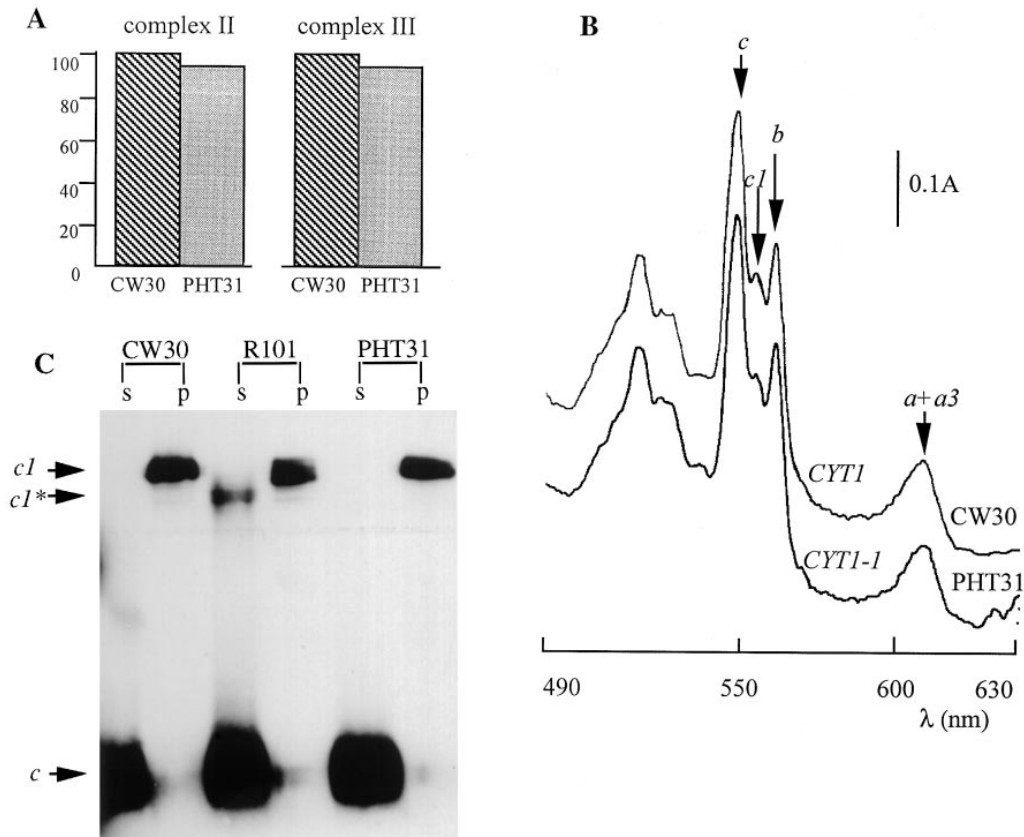 A
complex II
complex III
100
80
60
40
20
0
CW30 PHT31
CW30 PHT31
B
c
b
c1
0.1A
a+ a3
CYT1
CW30
CYT1-1
PHT31
490 550 600 630
λ (nm)
C
CW30 R101 PHT31
s p s p s p
c1
c1*
c